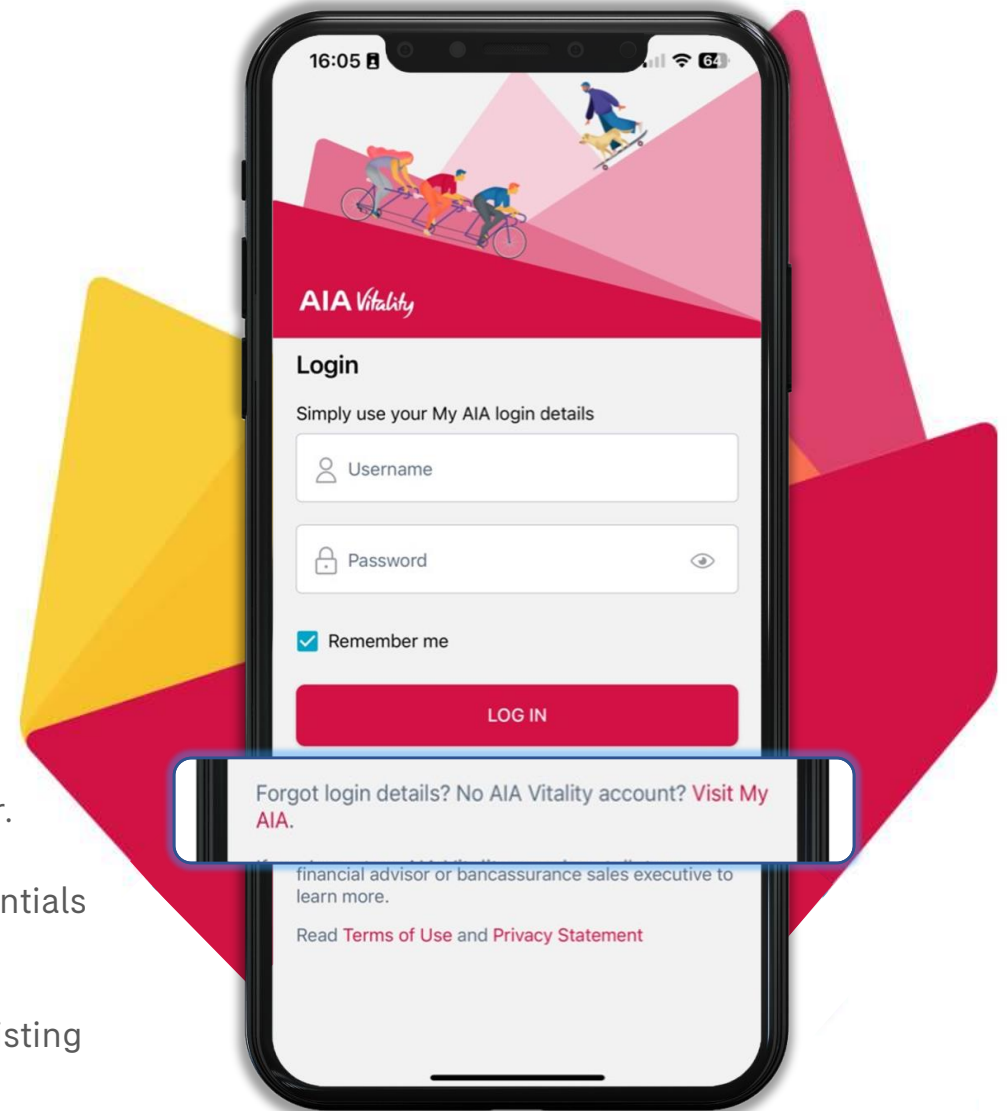 16:05
64
AIA Vitality
Login
Simply use your My AIA login details
Username
Password
Remember me
LOG IN
Forgot login details? No AIA Vitality account? Visit My
AIA.
financial advisor or bancassurance sales executive to
learn more.
Read Terms of Use and Privacy Statement
r.
entials
isting